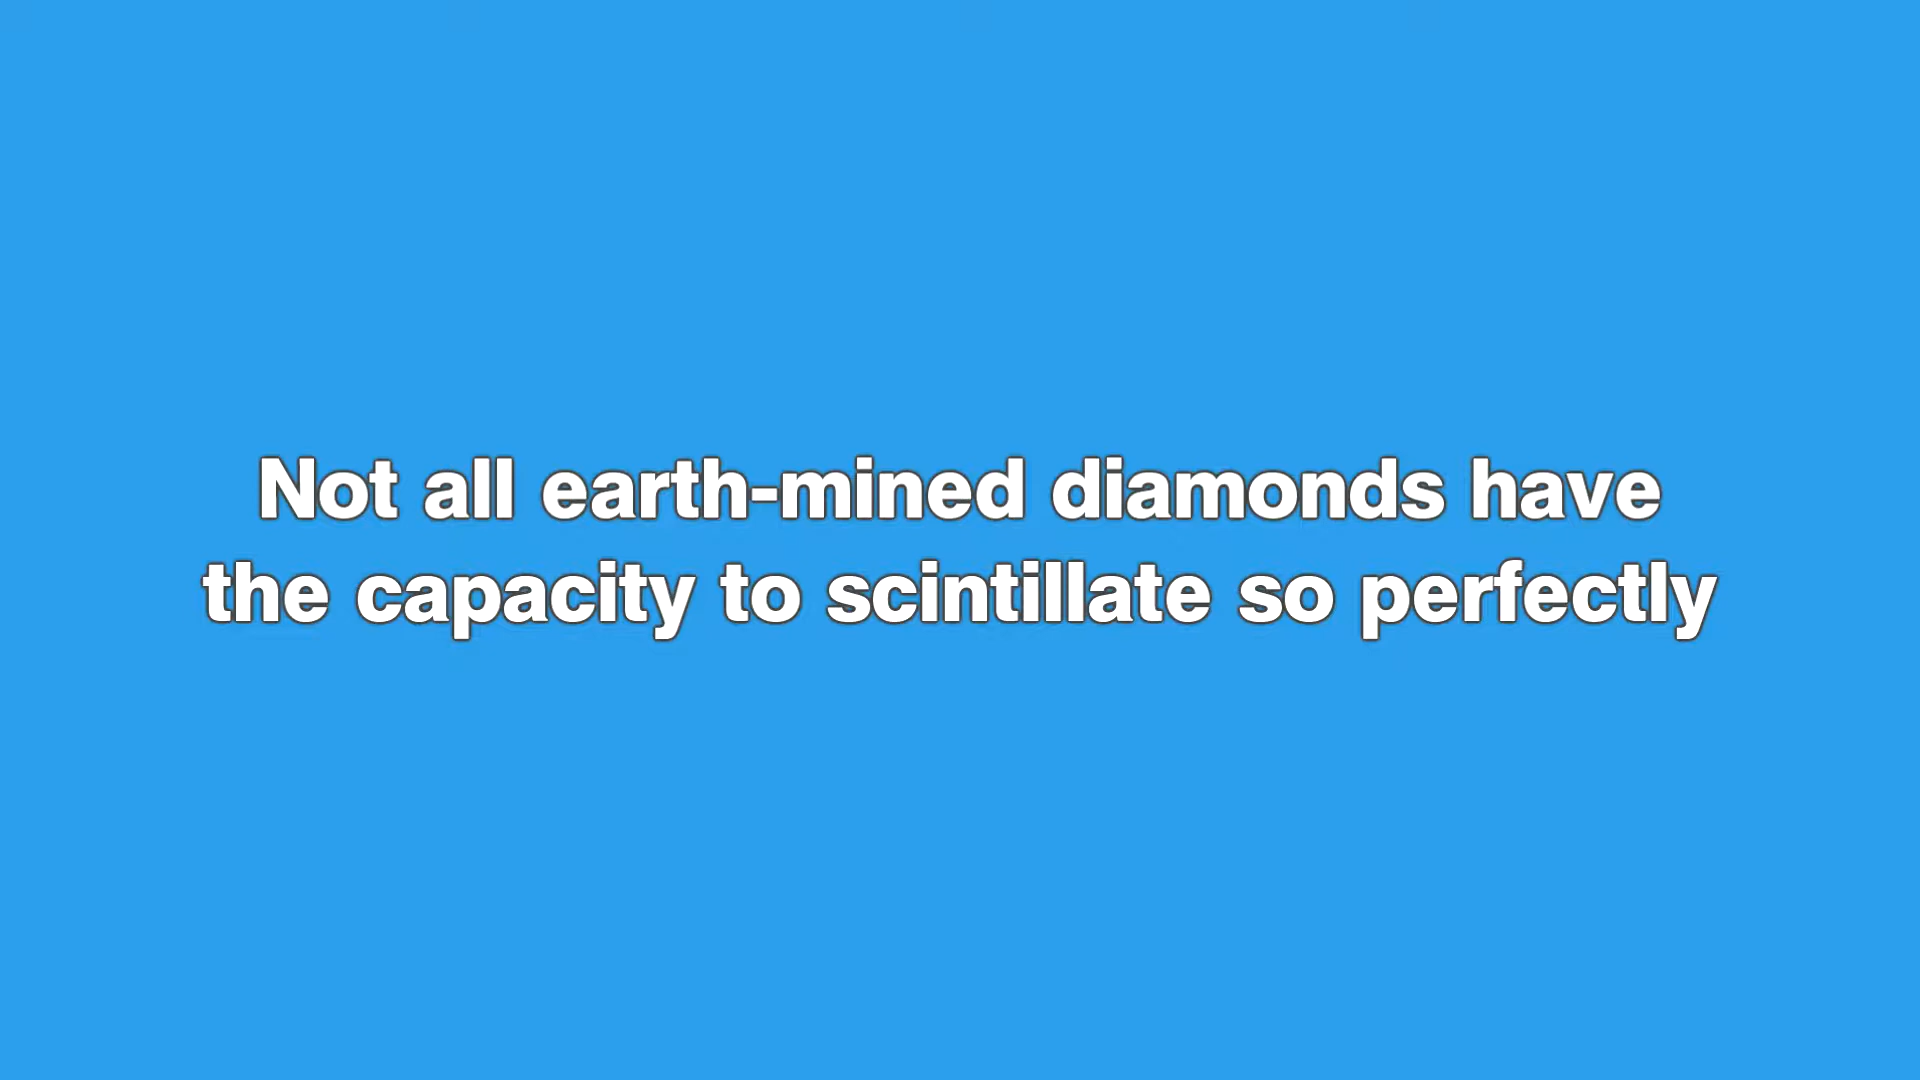 Not all earth-mined diamonds have
the capacity to scintillate so perfectly